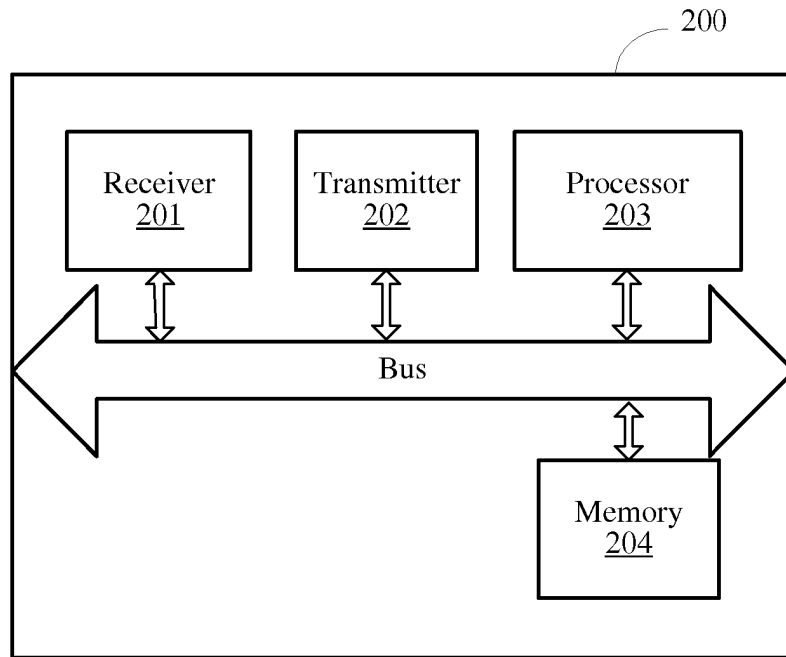 200
Receiver
201
Transmitter
202
Processor
203
Bus
Memory
204